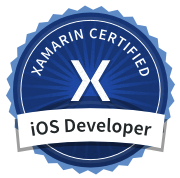 XAMARIN CERTIFIED
X
iOS Developer